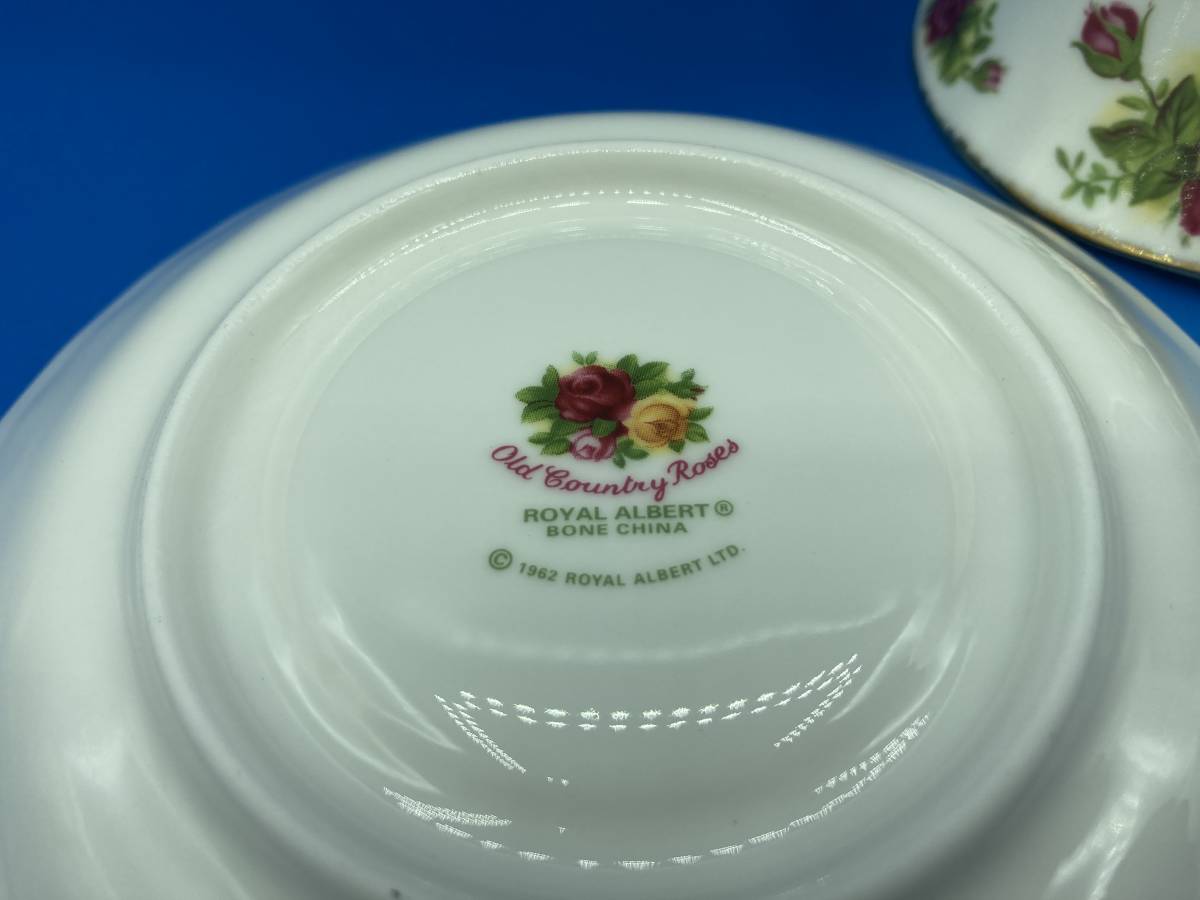 Old Country Roses
ROYAL ALBERT®
BONE CHINA
© 1962 ROYAL ALBERT LTD.